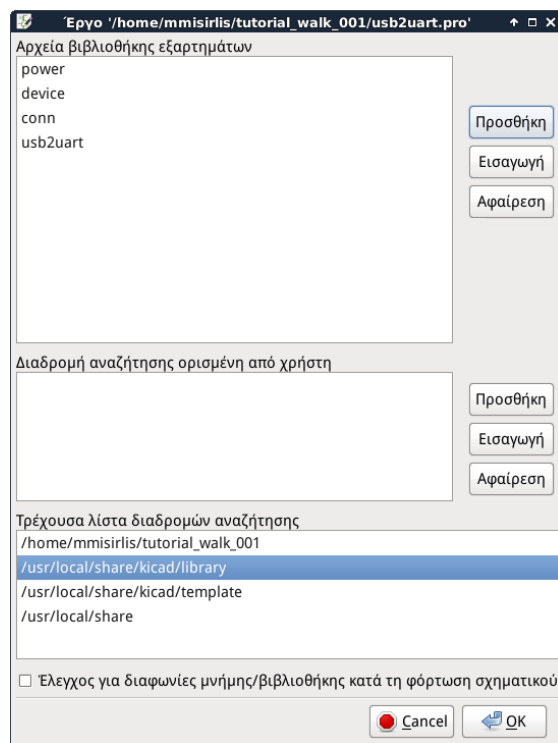 Έργο '/home/mmisirlis/tutorial_walk_001/usb2uart.pro'
Αρχεία βιβλιοθήκης εξαρτημάτων
power
device
conn
usb2uart
Προσθήκη
Εισαγωγή
Αφαίρεση
Διαδρομή αναζήτησης ορισμένη από χρήστη
Προσθήκη
Εισαγωγή
Αφαίρεση
Τρέχουσα λίστα διαδρομών αναζήτησης
/home/mmisirlis/tutorial_walk_001
/usr/local/share/kicad/library
/usr/local/share/kicad/template
/usr/local/share
Έλεγχος για διαφωνίες μνήμης/βιβλιοθήκης κατά τη φόρτωση σχηματικού
Cancel OK